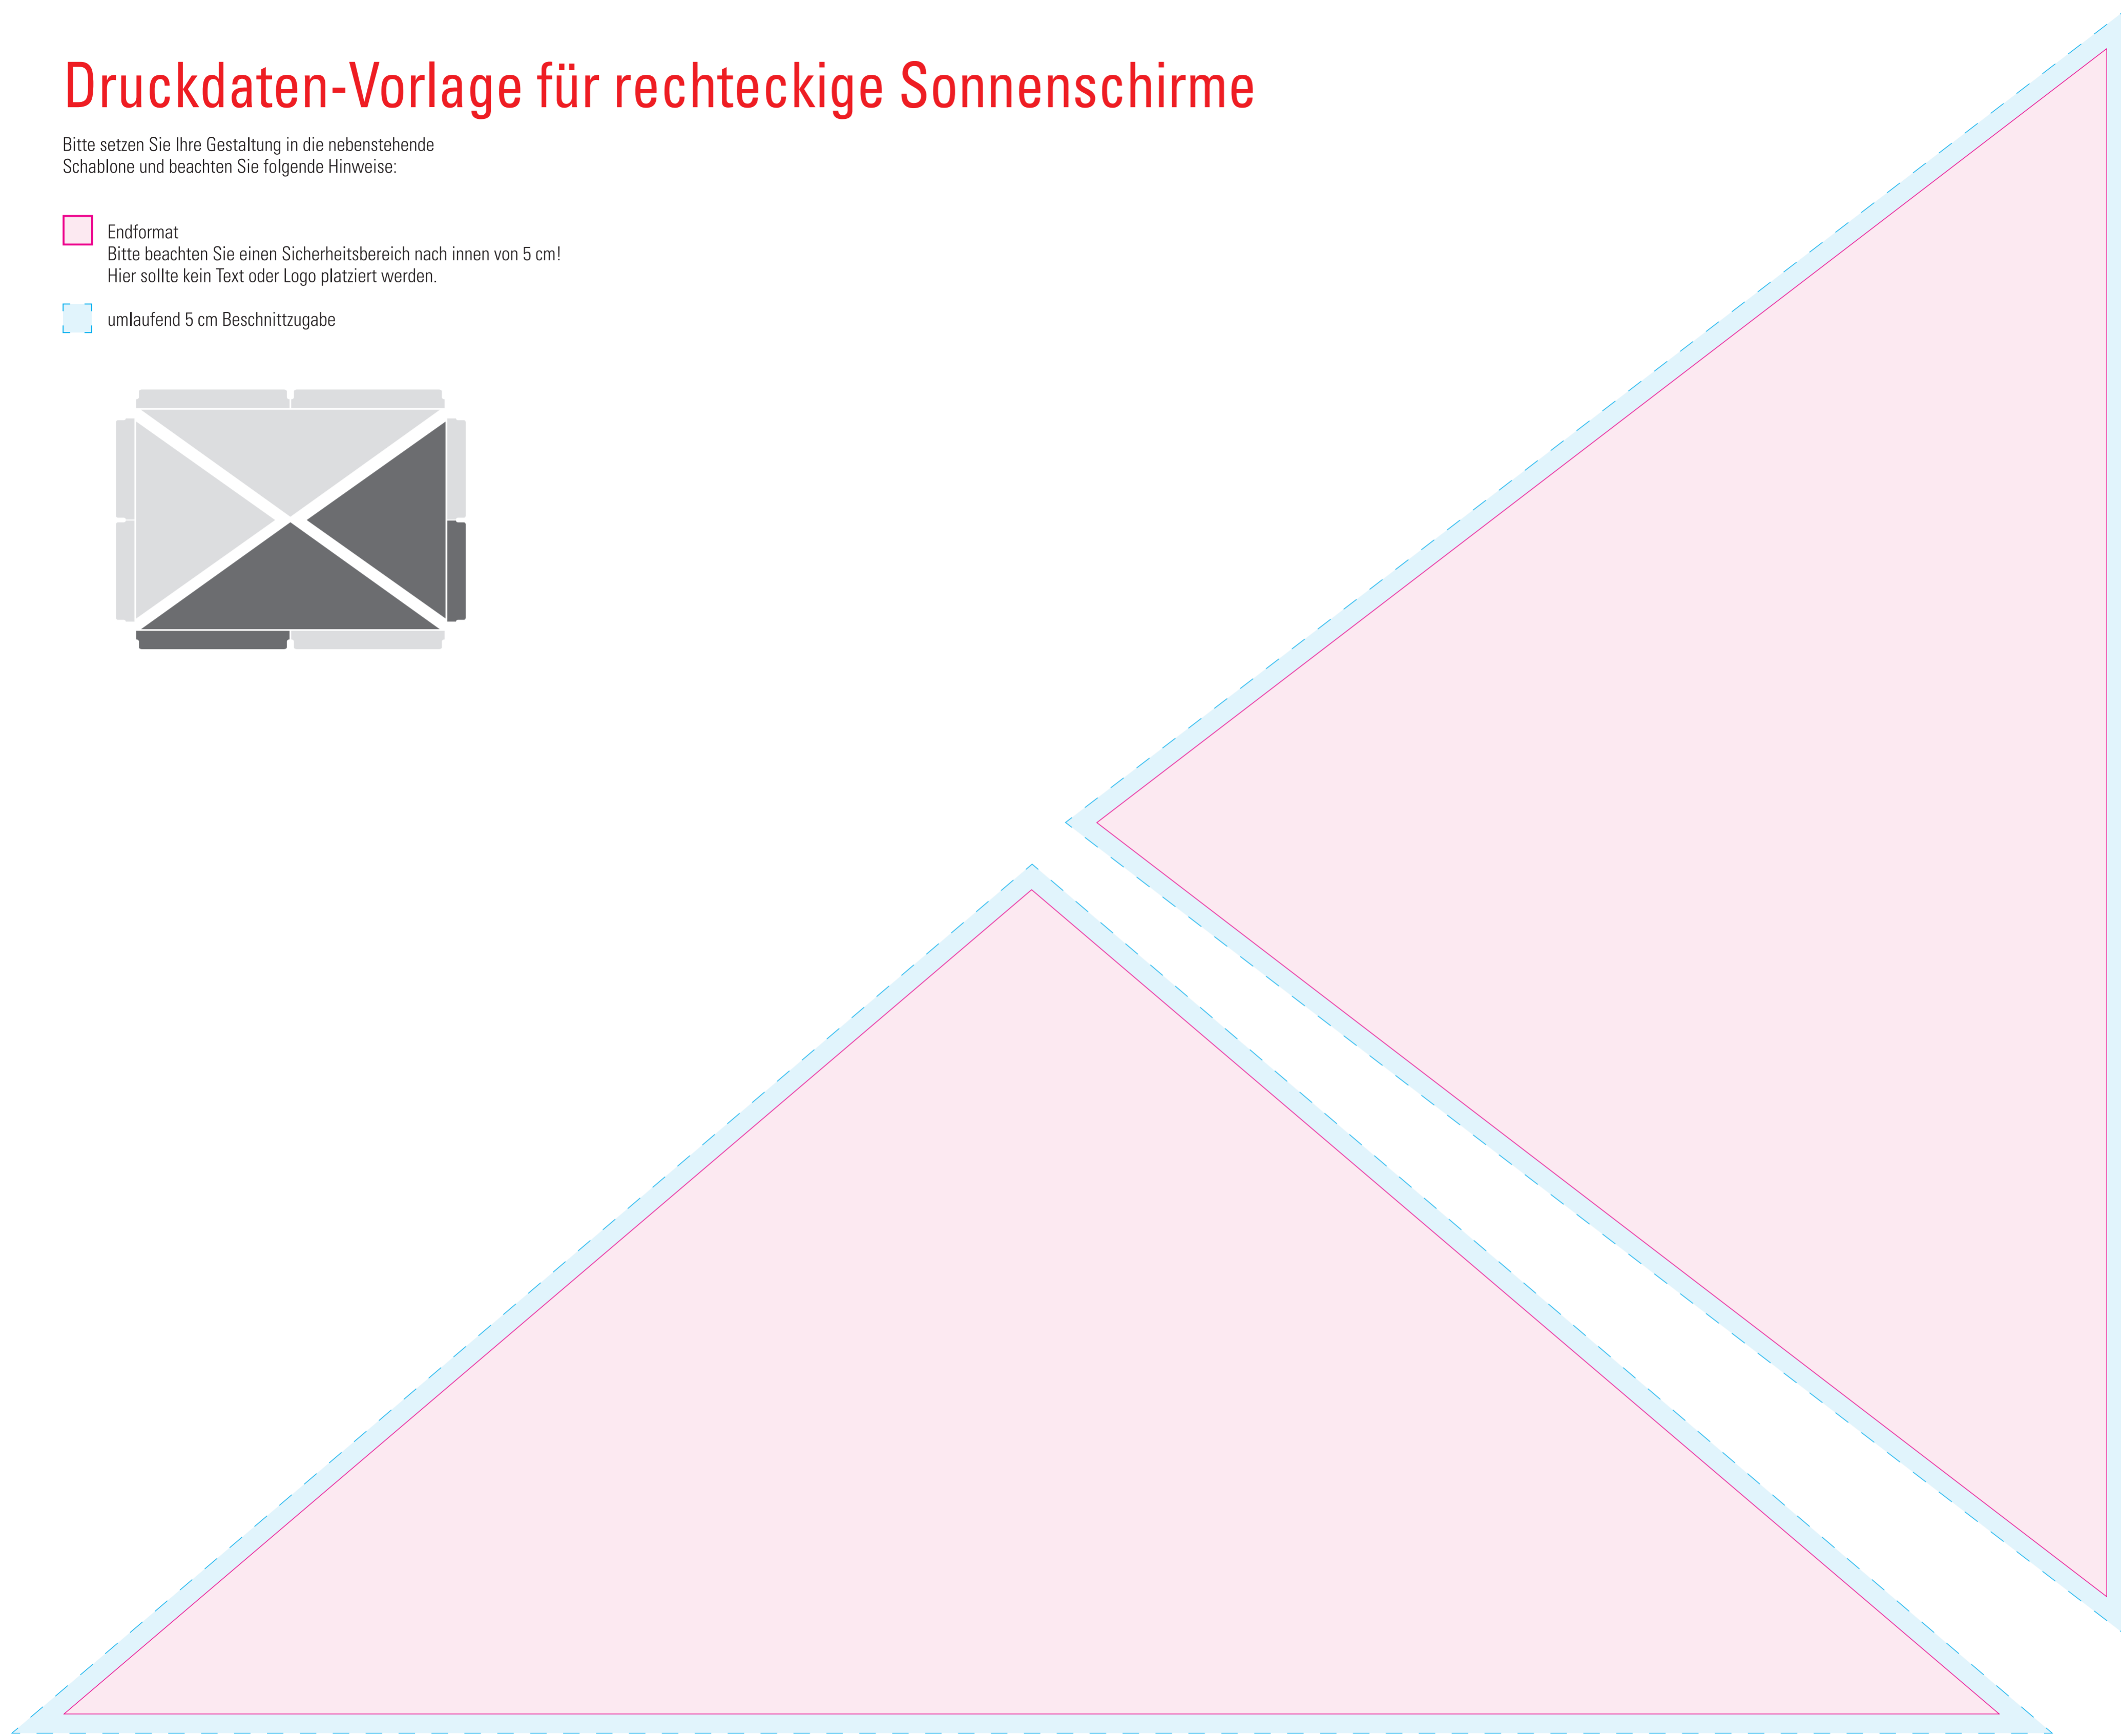 Druckdaten-Vorlage für rechteckige Sonnenschirme
Bitte setzen Sie Ihre Gestaltung in die nebenstehende
Schablone und beachten Sie folgende Hinweise:
Endformat
Bitte beachten Sie einen Sicherheitsbereich nach innen von 5 cm!
Hier sollte kein Text oder Logo platziert werden.
umlaufend 5 cm Beschnittzugabe